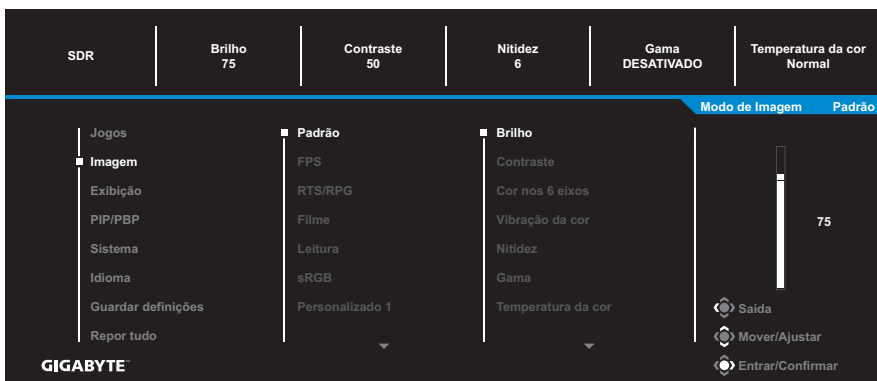 SDR
Brilho
75
Contraste
50
Nitidez
6
Gama
DESATIVADO
Temperatura da cor
Normal
Modo de Imagem Padrão
Jogos
Imagem
Exibição
PIP/PBP
Sistema
Idioma
Guardar definições
Repor tudo
Padrão
FPS
RTS/RPG
Filme
Leitura
sRGB
Personalizado 1
Brilho
Contraste
Cor nos 6 eixos
Vibração da cor
Nitidez
Gama
Temperatura da cor
75
Saída
Mover/Ajustar
Entrar/Confirmar
GIGABYTE™